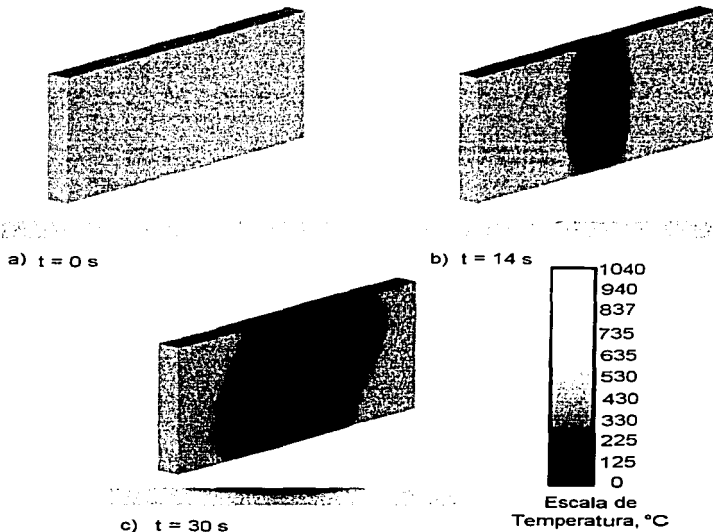 a) t = 0 s
b) t = 14 s
c) t = 30 s
1040
940
837
735
635
530
430
330
225
125
0
Escala de
Temperatura, °C